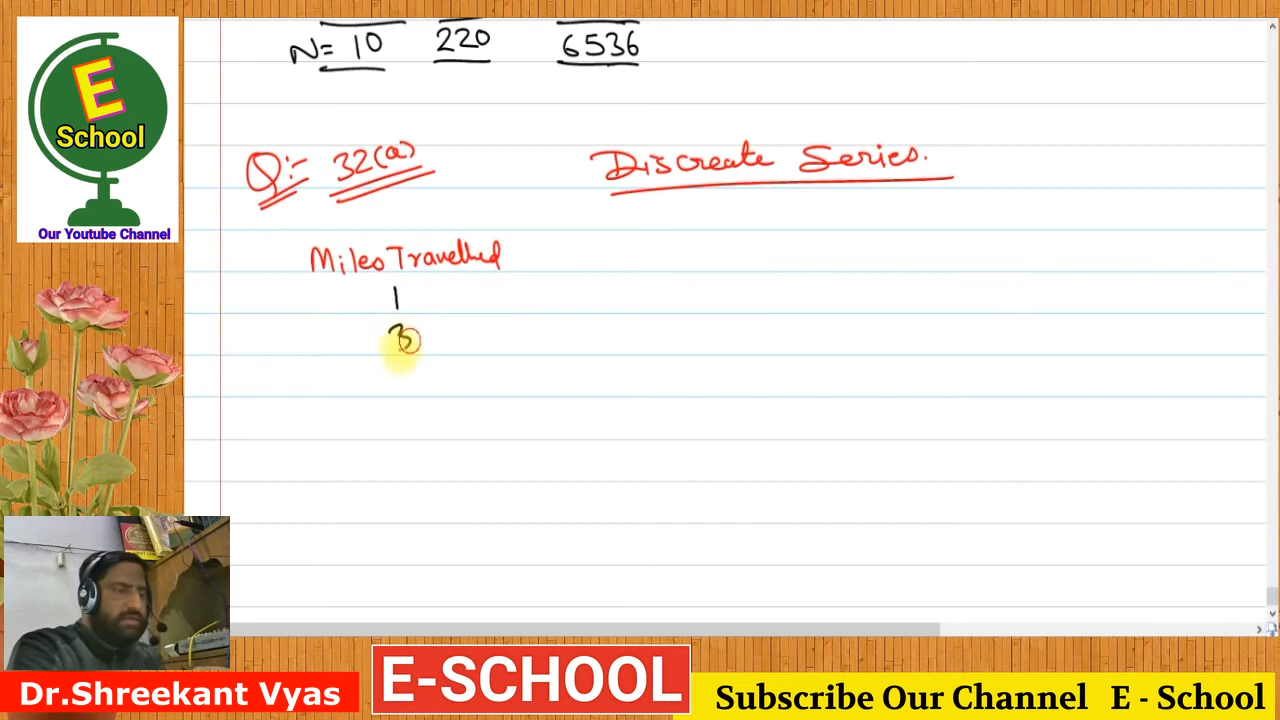 E
School
Our Youtube Channel
N= 10 220 6536
Q:- 32(a) Discreate Series.
Miles Travelled
1
3
Dr.Shreekant Vyas
E-SCHOOL
Subscribe Our Channel E - School